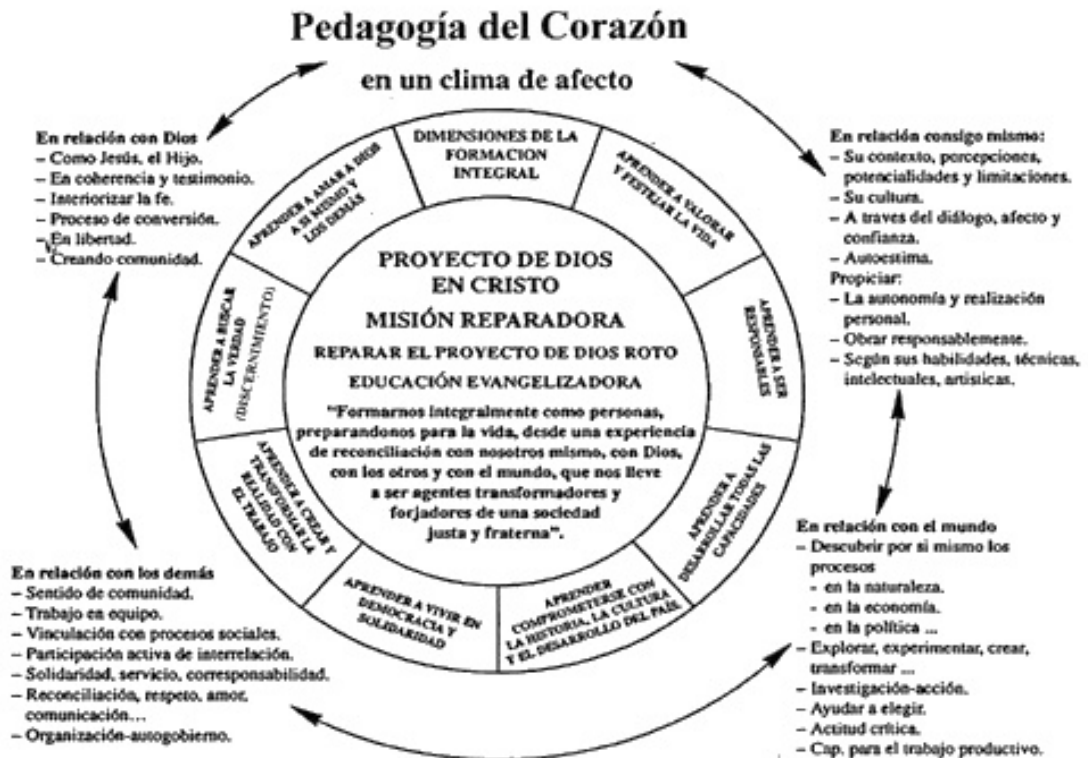 Pedagogía del Corazón
en un clima de afecto
En relación con Dios
– Como Jesús, el Hijo.
– En coherencia y testimonio.
– Interiorizar la fe.
– Proceso de conversión.
– En libertad.
– Creando comunidad.
DIMENSIONES DE LA
FORMACION
INTEGRAL
APRENDER A VALORAR
Y FESTEJAR LA VIDA
APRENDER A SER
RESPONSABLES
APRENDER A
DESARROLLAR TODAS LAS
CAPACIDADES
APRENDER
COMPROMETERSE CON
LA HISTORIA, LA CULTURA
Y EL DESARROLLO DEL PAÍS
APRENDER A VIVIR EN
DEMOCRACIA Y
SOLIDARIDAD
APRENDER A CREAR Y
TRANSFORMAR LA
REALIDAD CON
EL TRABAJO
APRENDER A BUSCAR
LA VERDAD
(DISCERNIMIENTO)
APRENDER A AMAR A DIOS
A SI MISMO Y
LOS DEMÁS
PROYECTO DE DIOS
EN CRISTO
MISIÓN REPARADORA
REPARAR EL PROYECTO DE DIOS ROTO
EDUCACIÓN EVANGELIZADORA
"Formarnos integralmente como personas,
preparandonos para la vida, desde una experiencia
de reconciliación con nosotros mismo, con Dios,
con los otros y con el mundo, que nos lleve
a ser agentes transformadores y
forjadores de una sociedad
justa y fraterna".
En relación consigo mismo:
– Su contexto, percepciones,
potencialidades y limitaciones.
– Su cultura.
– A traves del diálogo, afecto y
confianza.
– Autoestima.
Propiciar:
– La autonomía y realización
personal.
– Obrar responsablemente.
– Según sus habilidades, técnicas,
intelectuales, artísicas.
En relación con los demás
– Sentido de comunidad.
– Trabajo en equipo.
– Vinculación con procesos sociales.
– Participación activa de interrelación.
– Solidaridad, servicio, corresponsabilidad.
– Reconciliación, respeto, amor,
comunicación...
– Organización-autogobierno.
En relación con el mundo
– Descubrir por si mismo los
procesos
- en la naturaleza.
- en la economía.
- en la política ...
– Explorar, experimentar, crear,
transformar ...
– Investigación-acción.
– Ayudar a elegir.
– Actitud crítica.
– Cap. para el trabajo productivo.